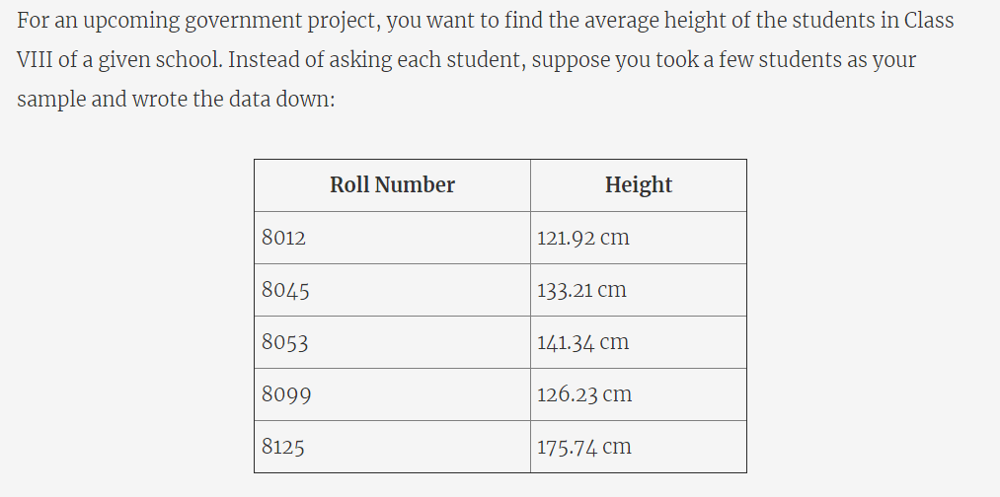 For an upcoming government project, you want to find the average height of the students in Class
VIII of a given school. Instead of asking each student, suppose you took a few students as your
sample and wrote the data down:
Roll Number Height
8012 121.92 cm
8045 133.21 cm
8053 141.34 cm
8099 126.23 cm
8125 175.74 cm